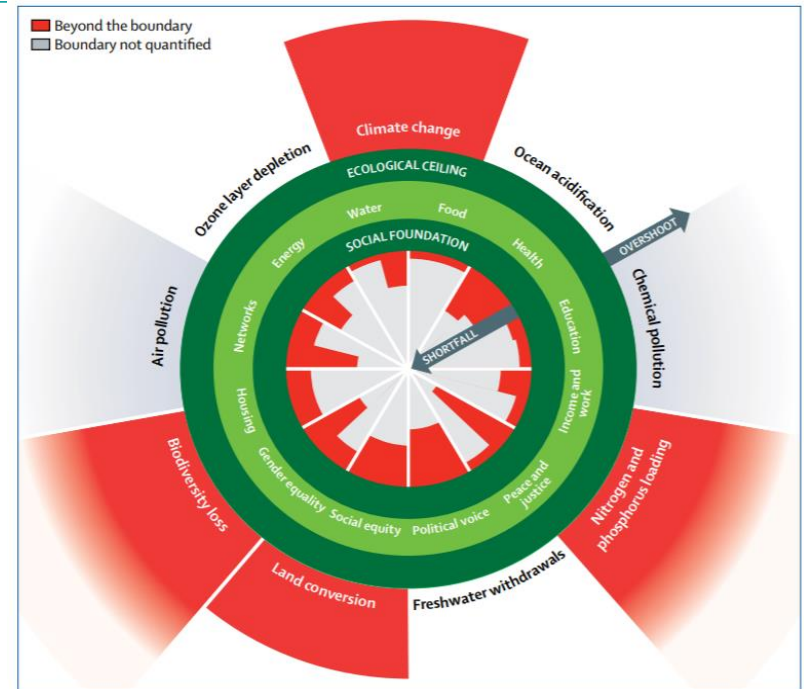 Beyond the boundary
Boundary not quantified
Climate change
Ozone layer depletion
Ocean acidification
ECOLOGICAL CEILING
OVERSHOOT
Water
Food
Energy
SOCIAL FOUNDATION
Health
Air pollution
Networks
SHORTFALL
Education
Chemical pollution
Housing
Income and
work
Biodiversity loss
Gender equality
Social equity
Political voice
Peace and
justice
Nitrogen and
phosphorus loading
Land conversion
Freshwater withdrawals